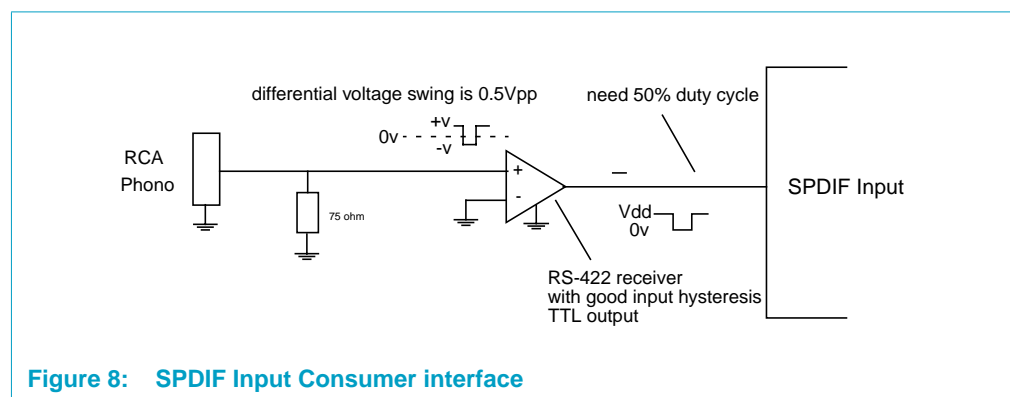 differential voltage swing is 0.5Vpp
need 50% duty cycle
+v
0v
-v
RCA
Phono
+
-
SPDIF Input
75 ohm
Vdd
0v
RS-422 receiver
with good input hysteresis
TTL output
Figure 8: SPDIF Input Consumer interface